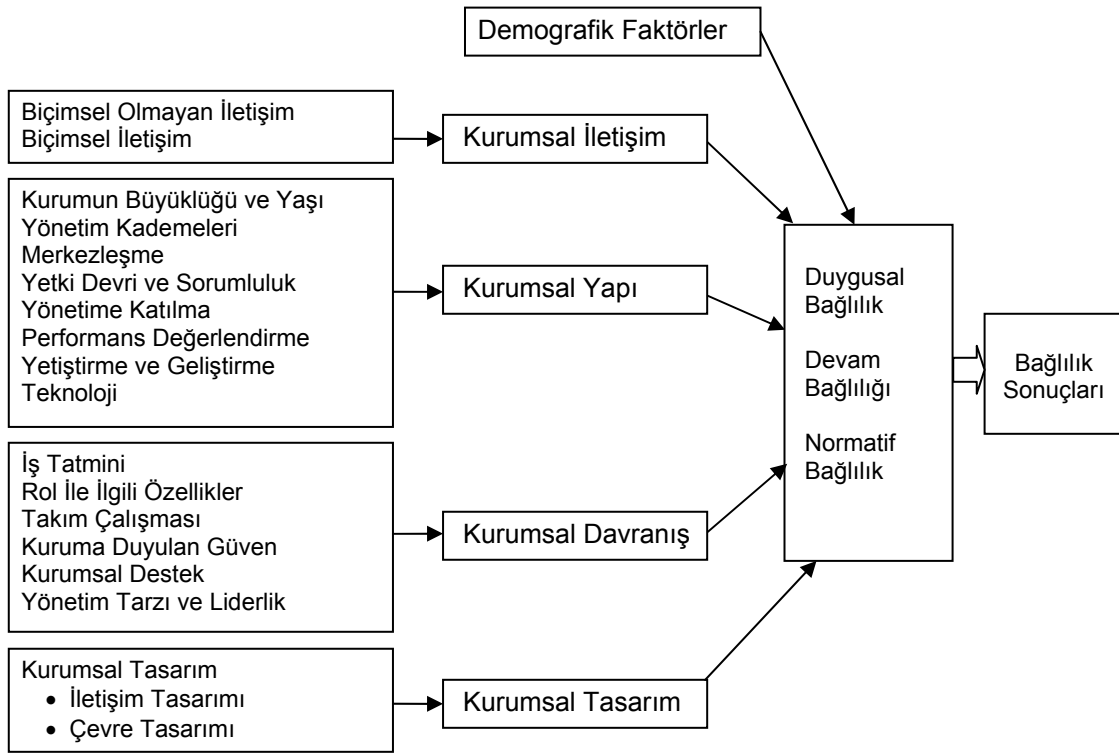 Demografik Faktörler
Biçimsel Olmayan İletişim
Biçimsel İletişim
Kurumsal İletişim
Kurumun Büyüklüğü ve Yaşı
Yönetim Kademeleri
Merkezleşme
Yetki Devri ve Sorumluluk
Yönetime Katılma
Performans Değerlendirme
Yetiştirme ve Geliştirme
Teknoloji
Kurumsal Yapı
İş Tatmini
Rol İle İlgili Özellikler
Takım Çalışması
Kuruma Duyulan Güven
Kurumsal Destek
Yönetim Tarzı ve Liderlik
Kurumsal Davranış
Kurumsal Tasarım
• İletişim Tasarımı
• Çevre Tasarımı
Kurumsal Tasarım
Duygusal
Bağlılık
Devam
Bağlılığı
Normatif
Bağlılık
Bağlılık
Sonuçları